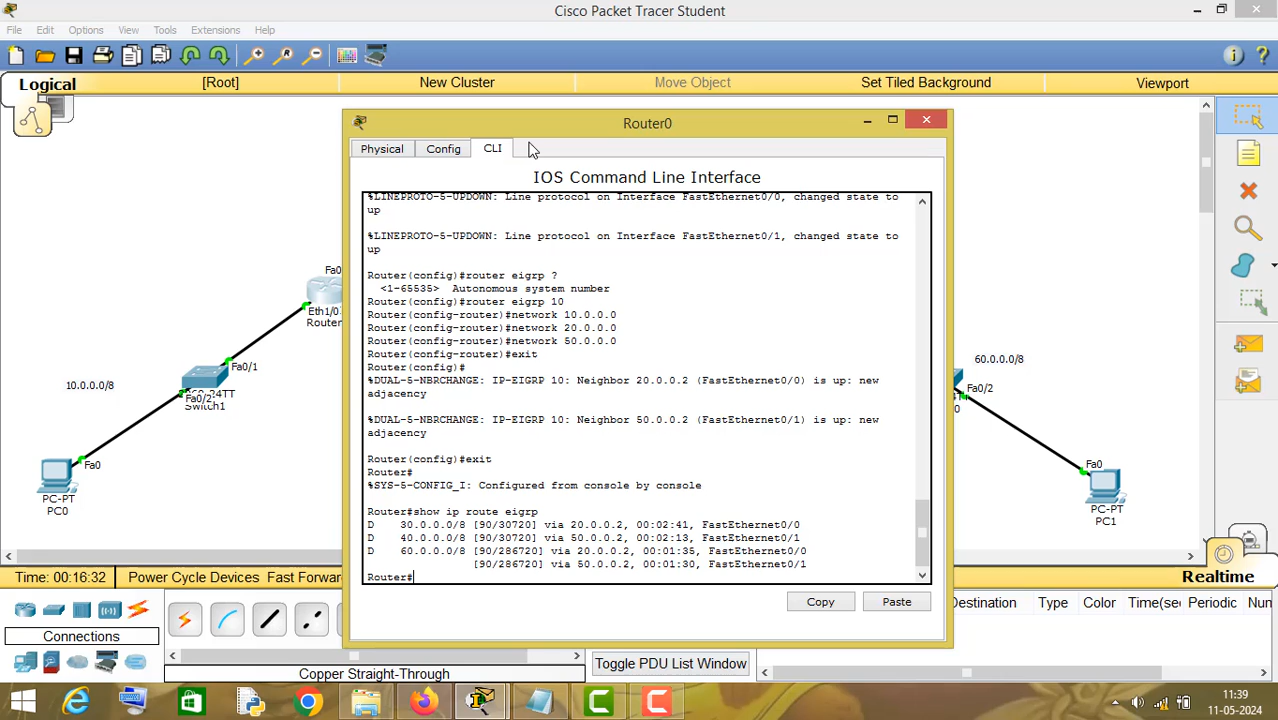 Cisco Packet Tracer Student
File Edit Options View Tools Extensions Help
Logical [Root] New Cluster Move Object Set Tiled Background Viewport
Router0
Physical Config CLI
IOS Command Line Interface
%LINEPROTO-5-UPDOWN: Line protocol on Interface FastEthernet0/0, changed state to
up
%LINEPROTO-5-UPDOWN: Line protocol on Interface FastEthernet0/1, changed state to
up
Router(config)#router eigrp ?
<1-65535> Autonomous system number
Router(config)#router eigrp 10
Router(config-router)#network 10.0.0.0
Router(config-router)#network 20.0.0.0
Router(config-router)#network 50.0.0.0
Router(config-router)#exit
Router(config)#
%DUAL-5-NBRCHANGE: IP-EIGRP 10: Neighbor 20.0.0.2 (FastEthernet0/0) is up: new
adjacency
%DUAL-5-NBRCHANGE: IP-EIGRP 10: Neighbor 50.0.0.2 (FastEthernet0/1) is up: new
adjacency
Router(config)#exit
Router#
%SYS-5-CONFIG_I: Configured from console by console
Router#show ip route eigrp
D 30.0.0.0/8 [90/30720] via 20.0.0.2, 00:02:41, FastEthernet0/0
D 40.0.0.0/8 [90/30720] via 50.0.0.2, 00:02:13, FastEthernet0/1
D 60.0.0.0/8 [90/286720] via 20.0.0.2, 00:01:35, FastEthernet0/0
[90/286720] via 50.0.0.2, 00:01:30, FastEthernet0/1
Router#
Copy Paste
Fa0
Eth1/0
Router
Fa0/1
10.0.0.0/8
Fa0/2
Switch1
Fa0
PC-PT
PC0
60.0.0.0/8
Fa0/2
Fa0
PC-PT
PC1
Time: 00:16:32 Power Cycle Devices Fast Forwar Realtime
Connections
Copper Straight-Through
Toggle PDU List Window
Destination Type Color Time(sec Periodic Num
11:39
11-05-2024